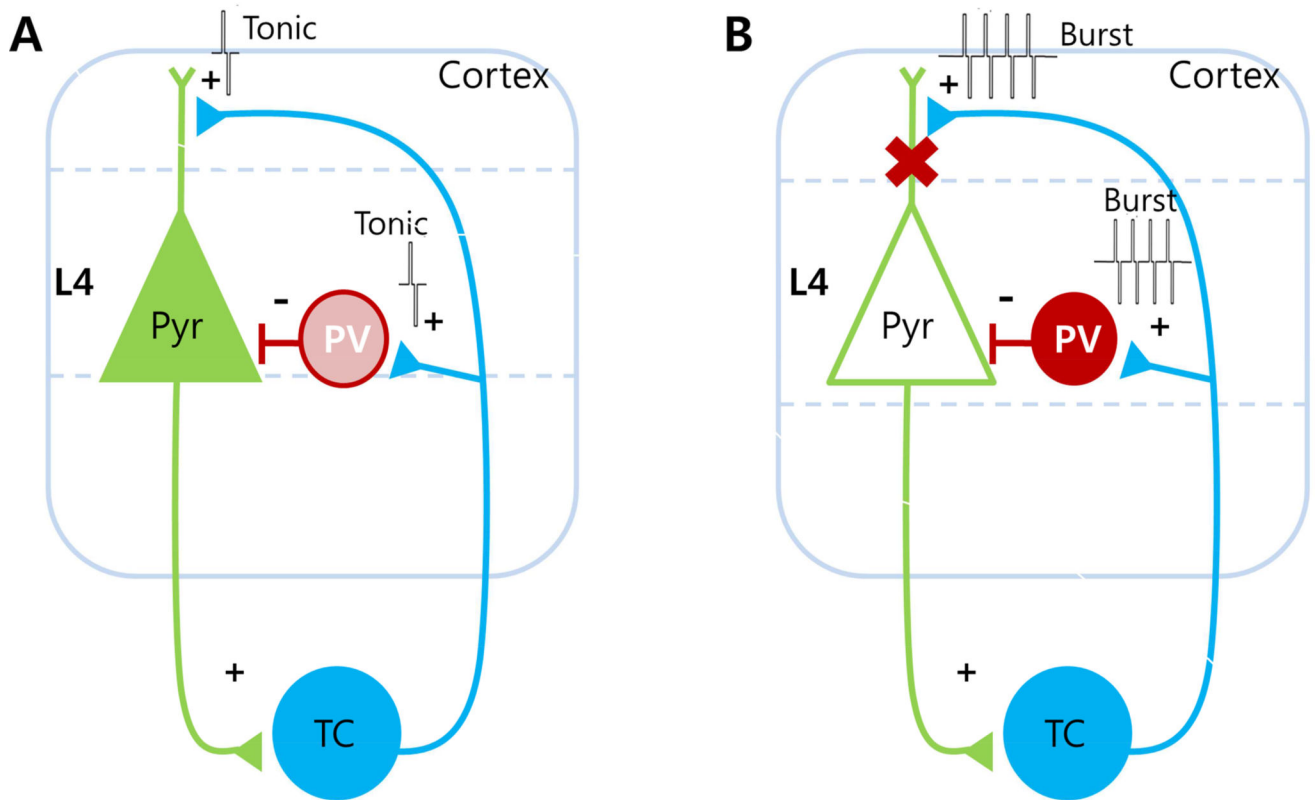 A
Tonic
+
Cortex
Tonic
L4
-
Pyr
PV
+
+
TC
B
Burst
+
Cortex
Burst
L4
-
Pyr
PV
+
+
TC